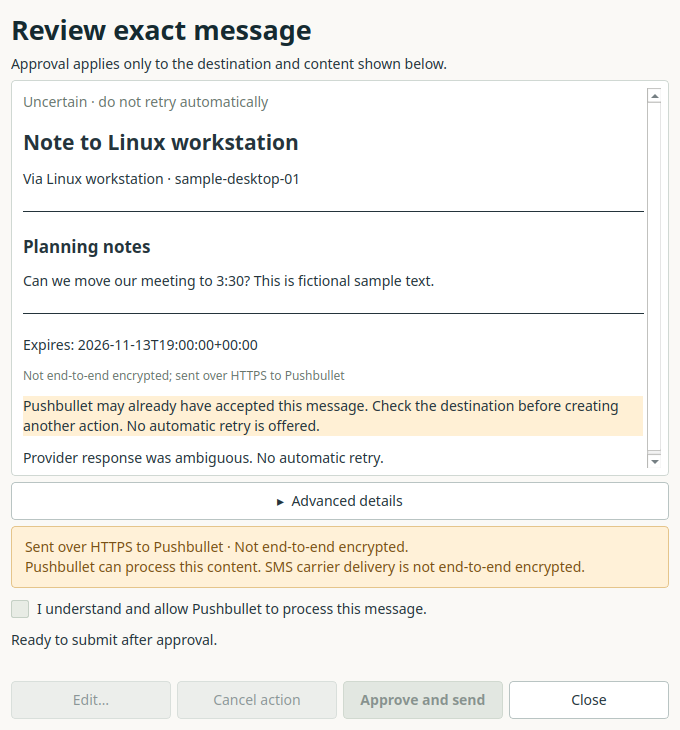 Review exact message
Approval applies only to the destination and content shown below.
Uncertain · do not retry automatically
Note to Linux workstation
Via Linux workstation · sample-desktop-01
Planning notes
Can we move our meeting to 3:30? This is fictional sample text.
Expires: 2026-11-13T19:00:00+00:00
Not end-to-end encrypted; sent over HTTPS to Pushbullet
Pushbullet may already have accepted this message. Check the destination before creating
another action. No automatic retry is offered.
Provider response was ambiguous. No automatic retry.
▸ Advanced details
Sent over HTTPS to Pushbullet · Not end-to-end encrypted.
Pushbullet can process this content. SMS carrier delivery is not end-to-end encrypted.
I understand and allow Pushbullet to process this message.
Ready to submit after approval.
Edit... Cancel action Approve and send Close